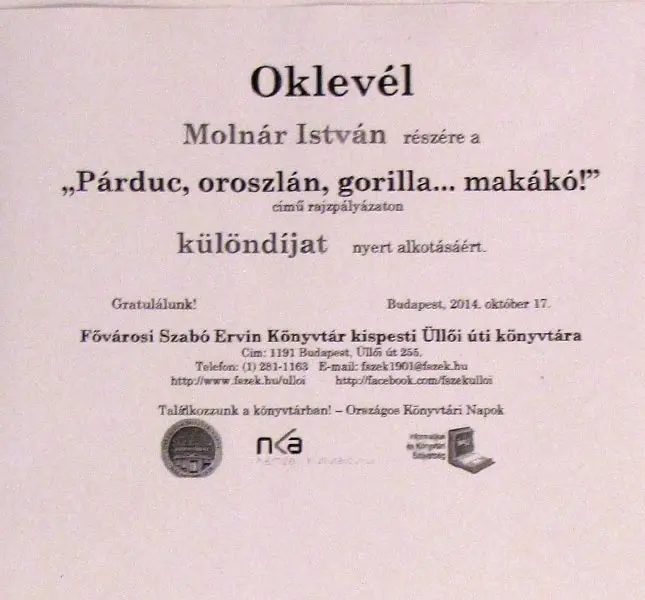 Oklevél
Molnár István részére a
„Párduc, oroszlán, gorilla... makákó!”
című rajzpályázaton
különdíjat nyert alkotásáért.
Gratulálunk! Budapest, 2014. október 17.
Fővárosi Szabó Ervin Könyvtár kispesti Üllői úti könyvtára
Cím: 1191 Budapest, Üllői út 255.
Telefon: (1) 281-1163 E-mail: fszek1901@fszek.hu
http://www.fszek.hu/ulloi http://facebook.com/fszekulloi
Találkozzunk a könyvtárban! – Országos Könyvtári Napok
nka
Informatikai
és Könyvtári
Szövetség